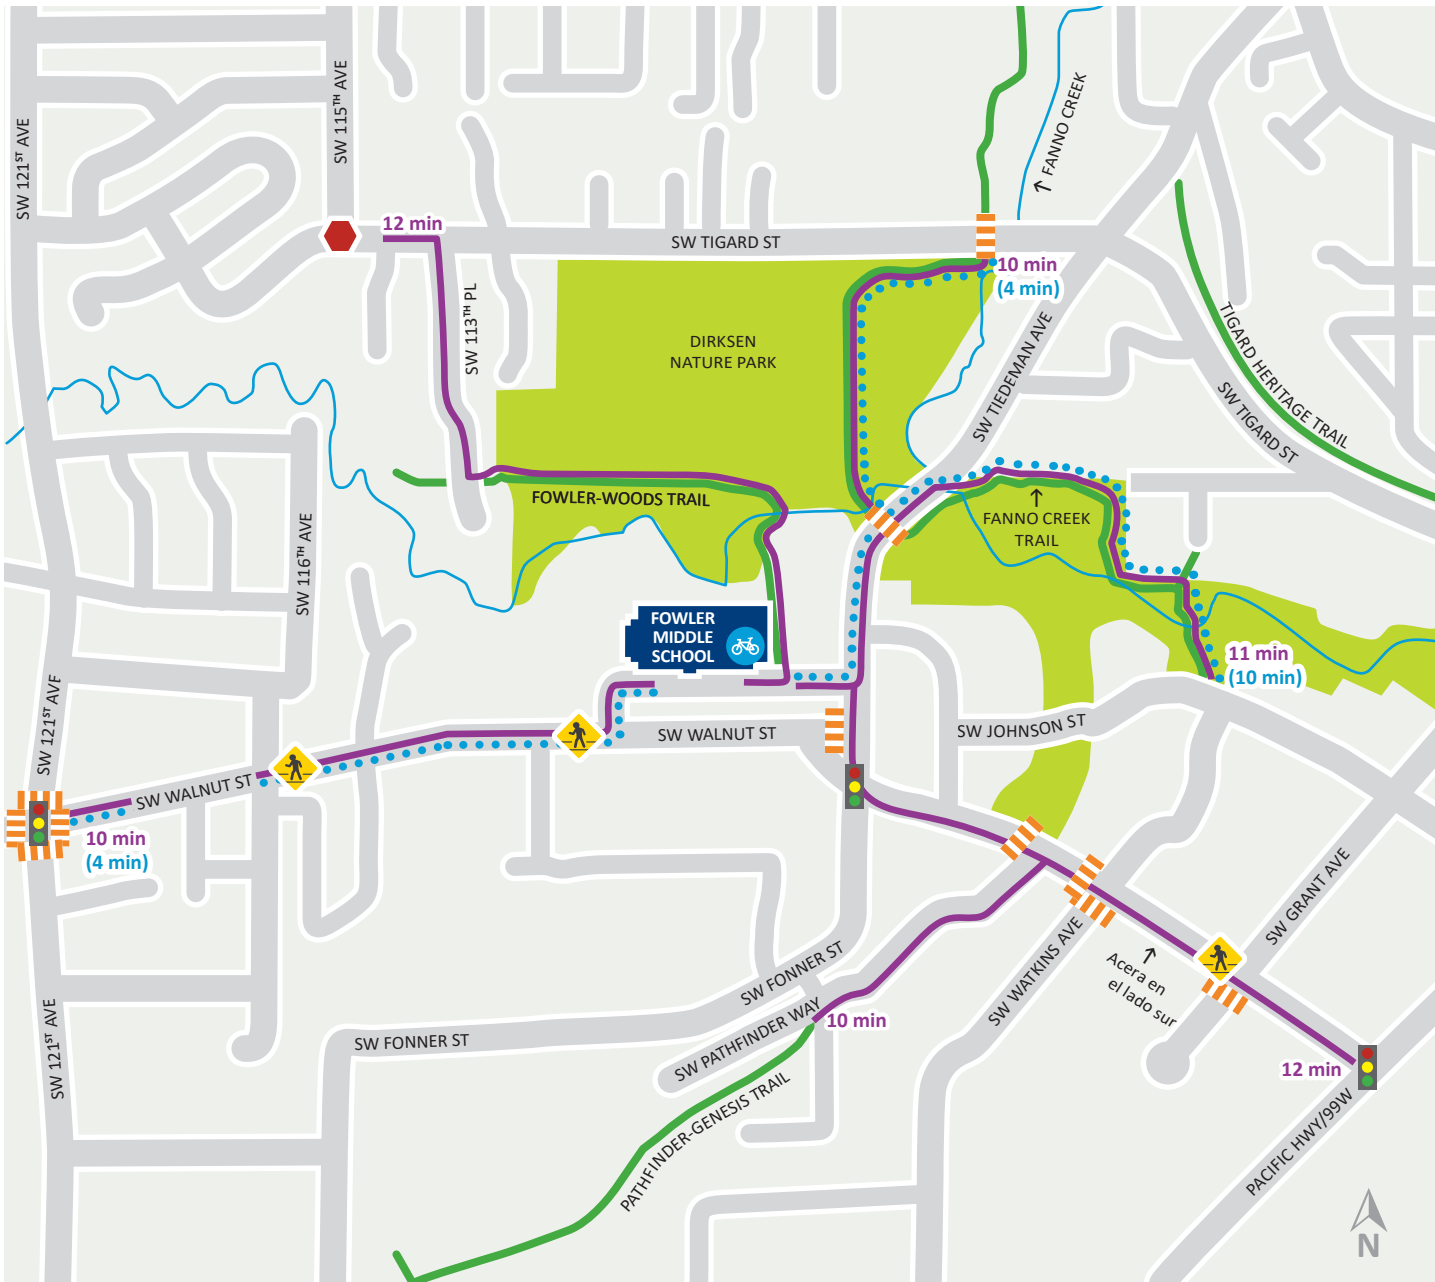 SW 121ST AVE
SW 115TH AVE
FANNO CREEK
12 min
SW TIGARD ST
10 min
(4 min)
SW 113TH PL
DIRKSEN
NATURE PARK
SW TIEDEMAN AVE
TIGARD HERITAGE TRAIL
SW TIGARD ST
FOWLER-WOODS TRAIL
FANNO CREEK
TRAIL
SW 116TH AVE
FOWLER
MIDDLE
SCHOOL
11 min
(10 min)
SW 121ST AVE
SW WALNUT ST
SW JOHNSON ST
SW WALNUT ST
10 min
(4 min)
SW GRANT AVE
SW WATKINS AVE
Acera en
el lado sur
SW FONNER ST
SW PATHFINDER WAY
10 min
SW 121ST AVE
SW FONNER ST
12 min
PATHFINDER-GENESIS TRAIL
PACIFIC HWY/99W
N